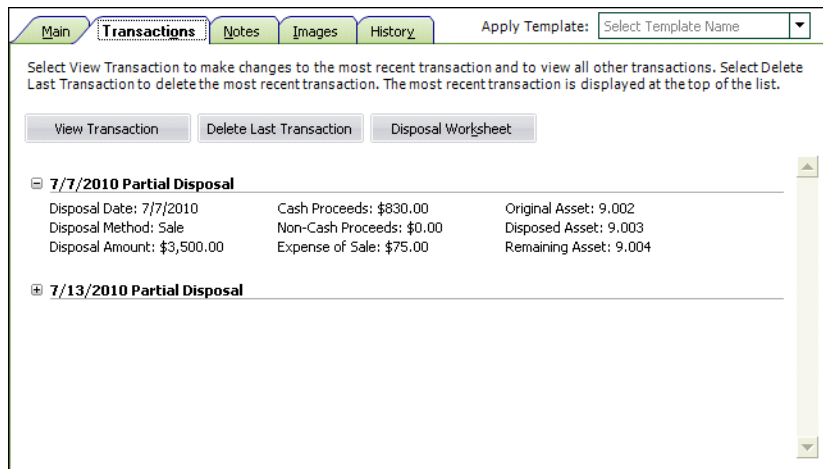 Main Transactions Notes Images History Apply Template: Select Template Name
Select View Transaction to make changes to the most recent transaction and to view all other transactions. Select Delete
Last Transaction to delete the most recent transaction. The most recent transaction is displayed at the top of the list.
View Transaction Delete Last Transaction Disposal Worksheet
7/7/2010 Partial Disposal
Disposal Date: 7/7/2010 Cash Proceeds: $830.00 Original Asset: 9.002
Disposal Method: Sale Non-Cash Proceeds: $0.00 Disposed Asset: 9.003
Disposal Amount: $3,500.00 Expense of Sale: $75.00 Remaining Asset: 9.004
7/13/2010 Partial Disposal